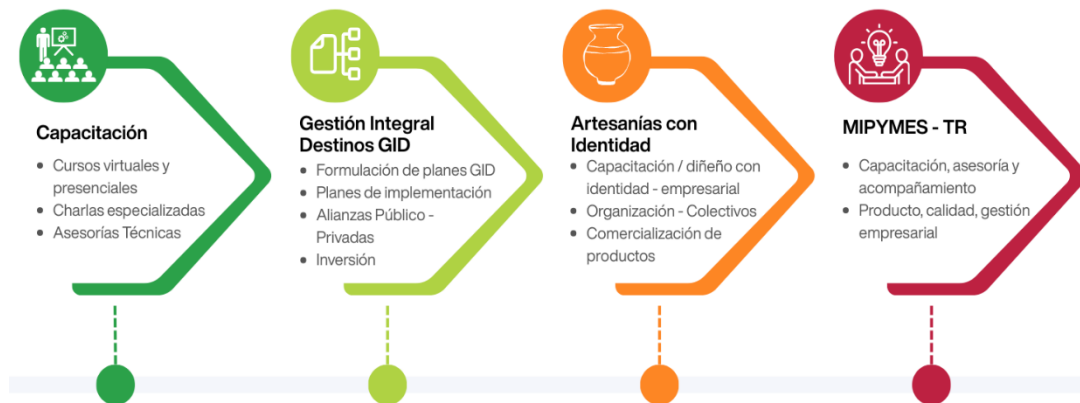 Capacitación
• Cursos virtuales y
presenciales
• Charlas especializadas
• Asesorías Técnicas
Gestión Integral
Destinos GID
• Formulación de planes GID
• Planes de implementación
• Alianzas Público -
Privadas
• Inversión
Artesanías con
Identidad
• Capacitación / diñeño con
identidad - empresarial
• Organización - Colectivos
• Comercialización de
productos
MIPYMES - TR
• Capacitación, asesoría y
acompañamiento
• Producto, calidad, gestión
empresarial